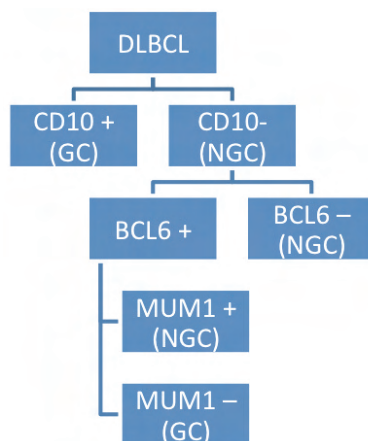 DLBCL
CD10 +
(GC)
CD10-
(NGC)
BCL6 +
BCL6 –
(NGC)
MUM1 +
(NGC)
MUM1 –
(GC)